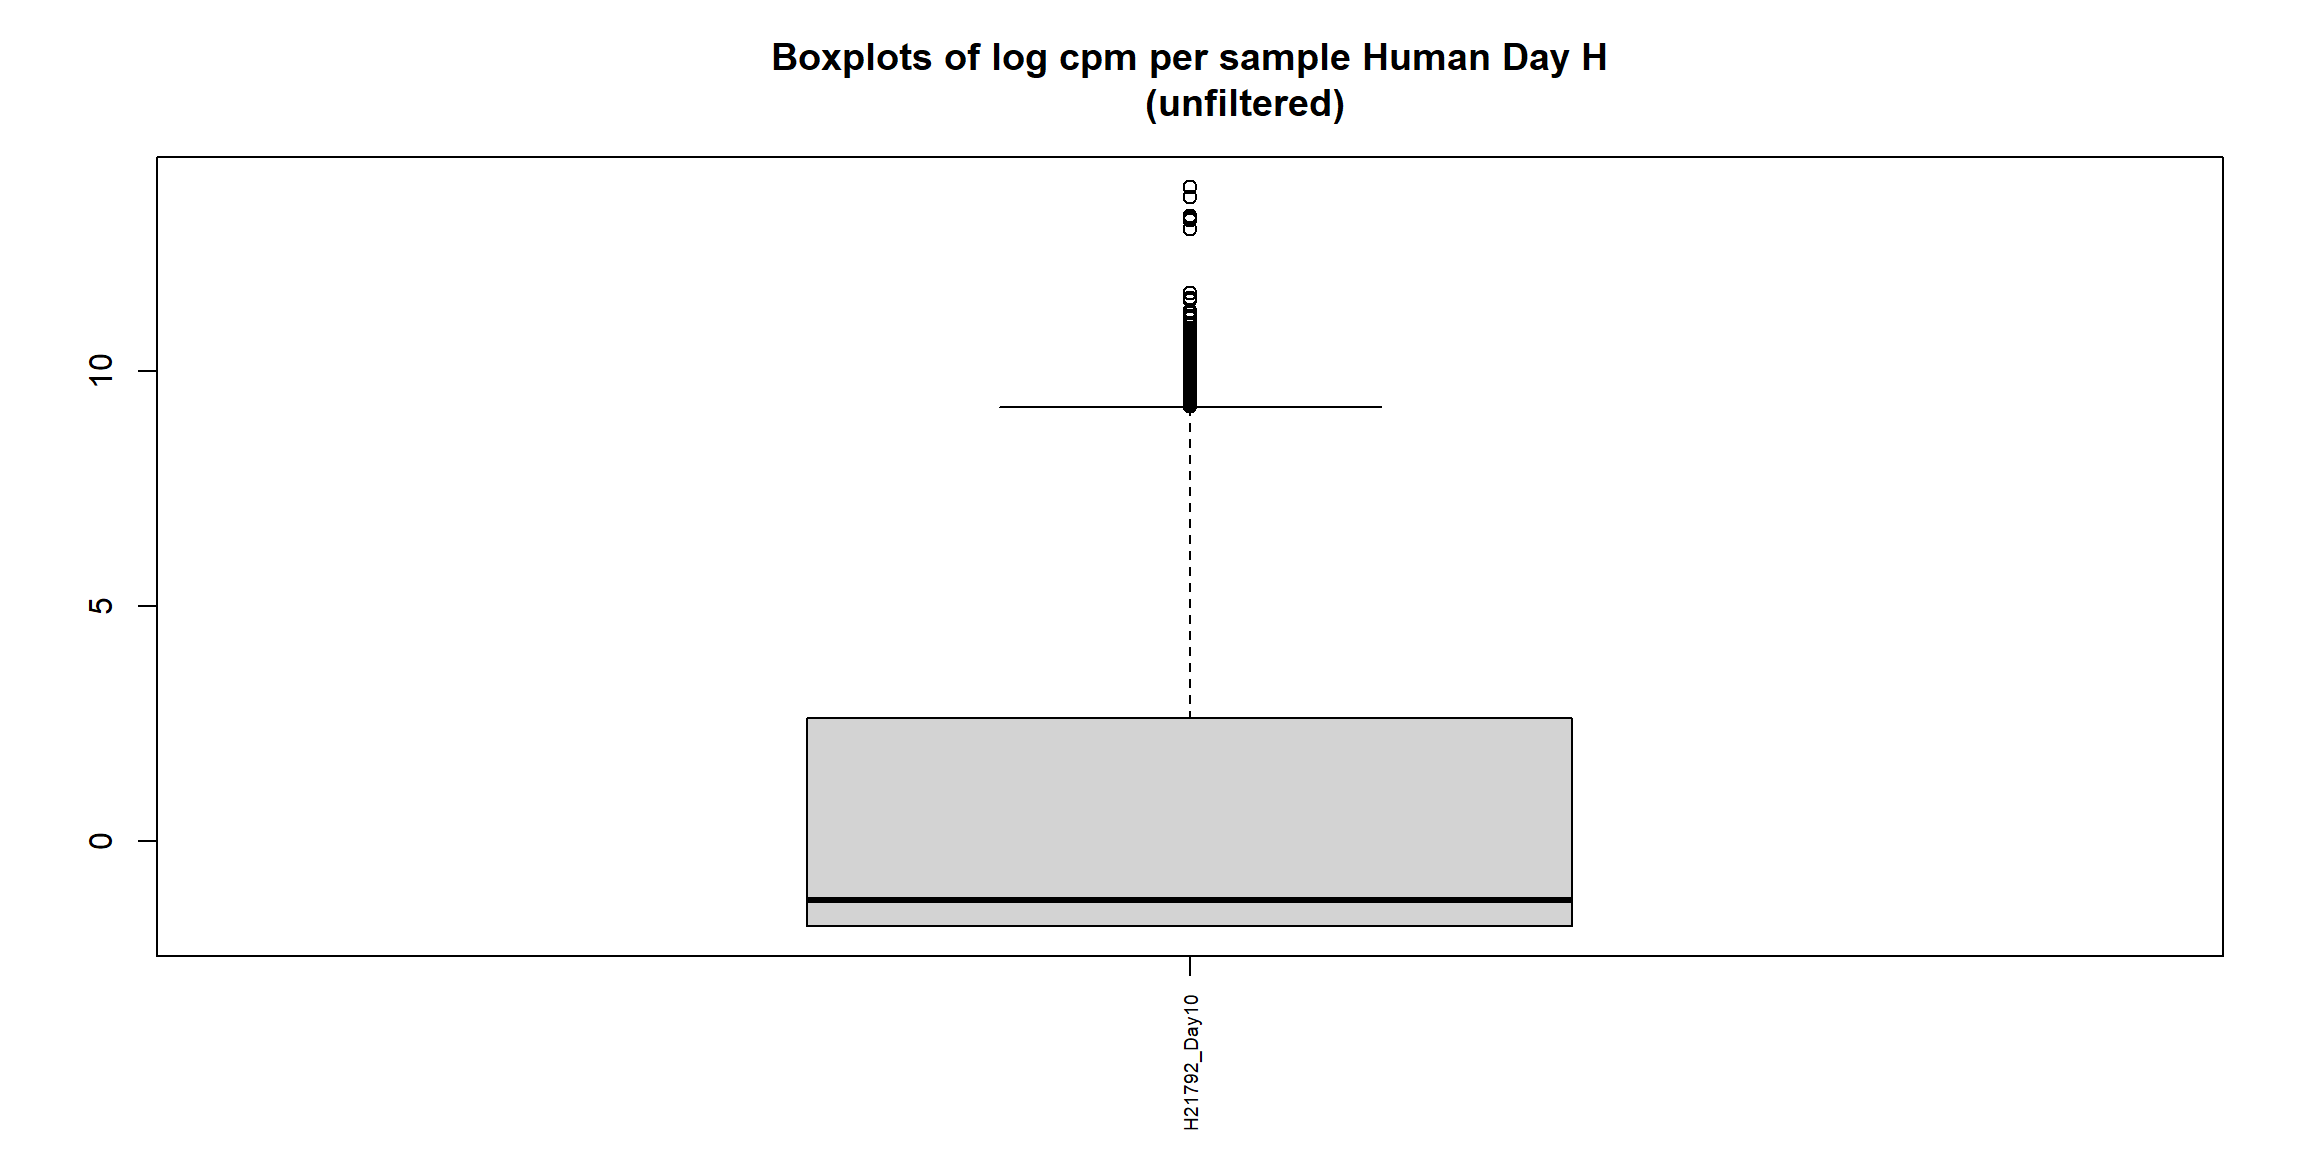 Boxplots of log cpm per sample Human Day H
(unfiltered)
10
5
0
H21792_Day10